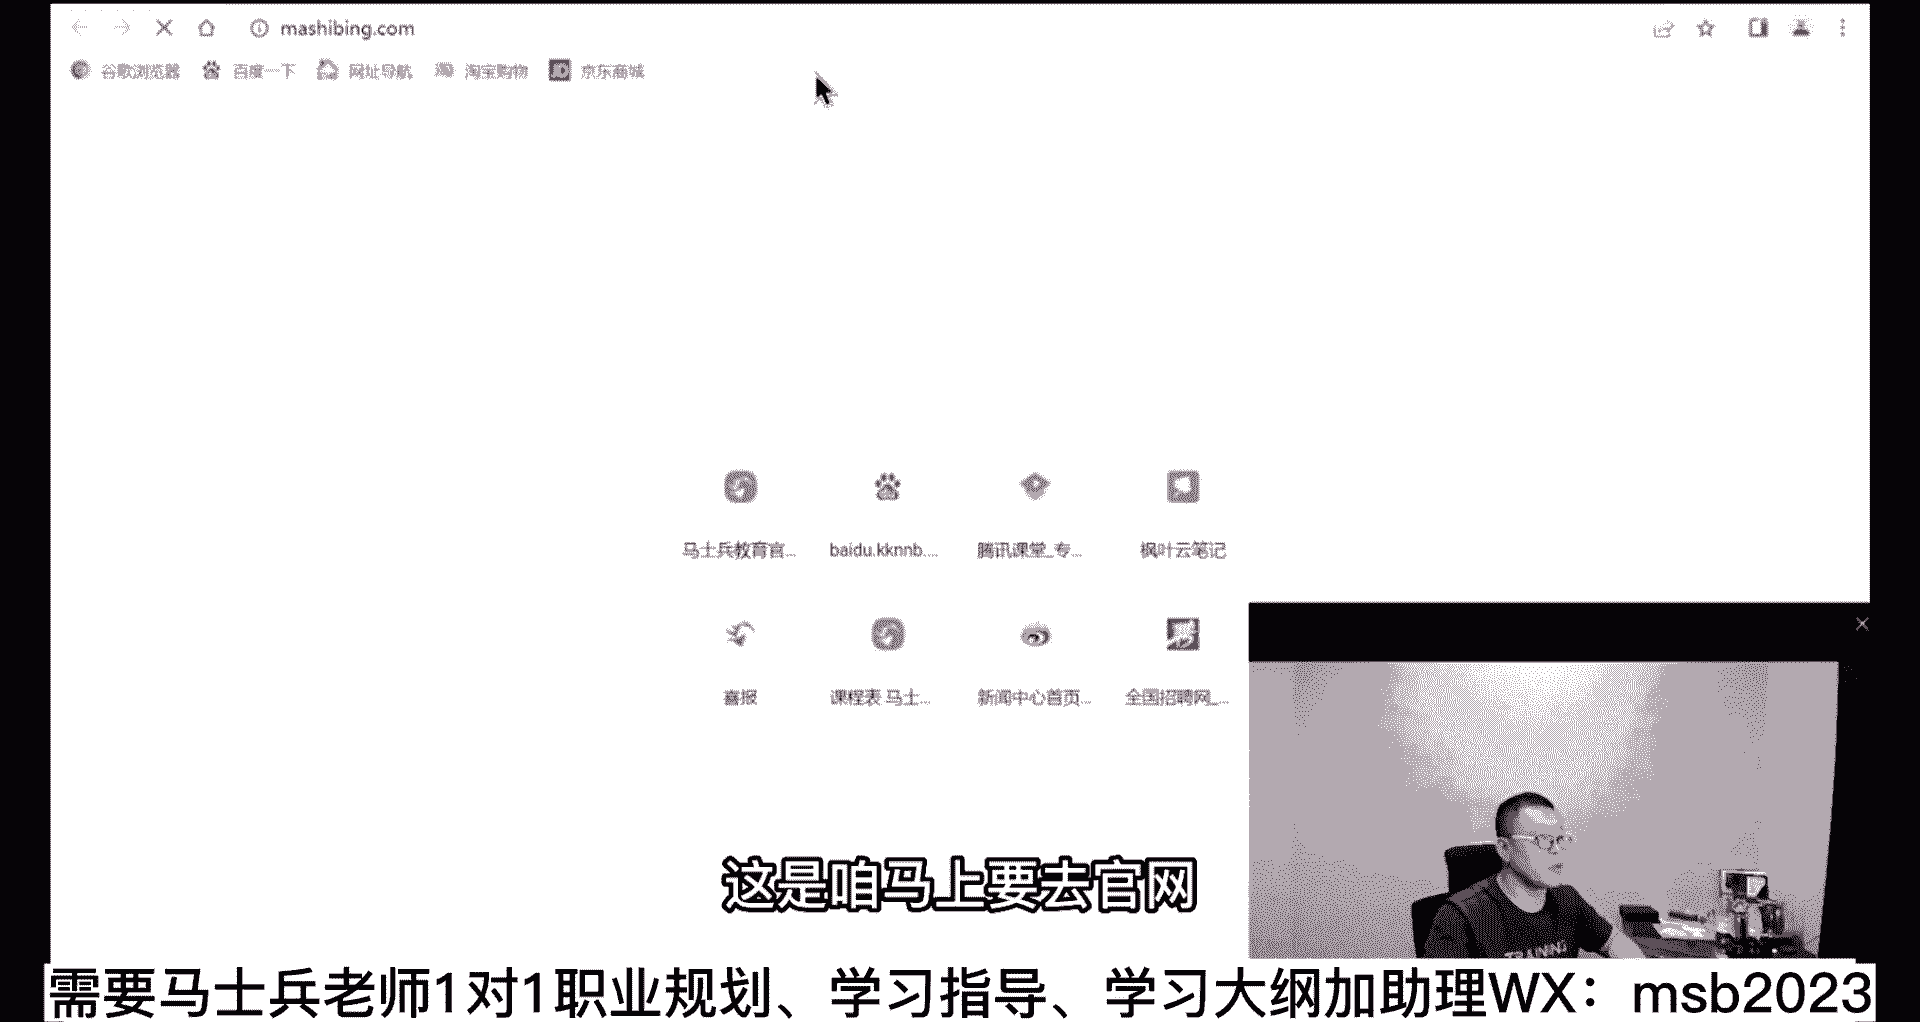 mashibing.com
谷歌浏览器 百度一下 网址导航 淘宝购物 JD 京东商城
马士兵教育官... baidu.kknnb.... 腾讯课堂_专... 枫叶云笔记
喜报 课程表 马士... 新闻中心首页... 全国招聘网_...
这是咱马上要去官网
TRAINING
需要马士兵老师1对1职业规划、学习指导、学习大纲加助理WX：msb2023